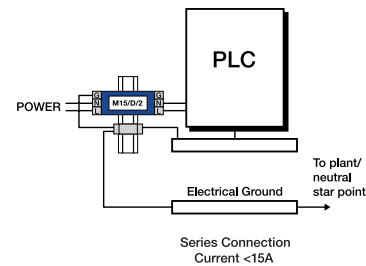 PLC
G
N
L
M15/D/2
G
N
L
POWER
To plant/
neutral
star point
Electrical Ground
Series Connection
Current <15A